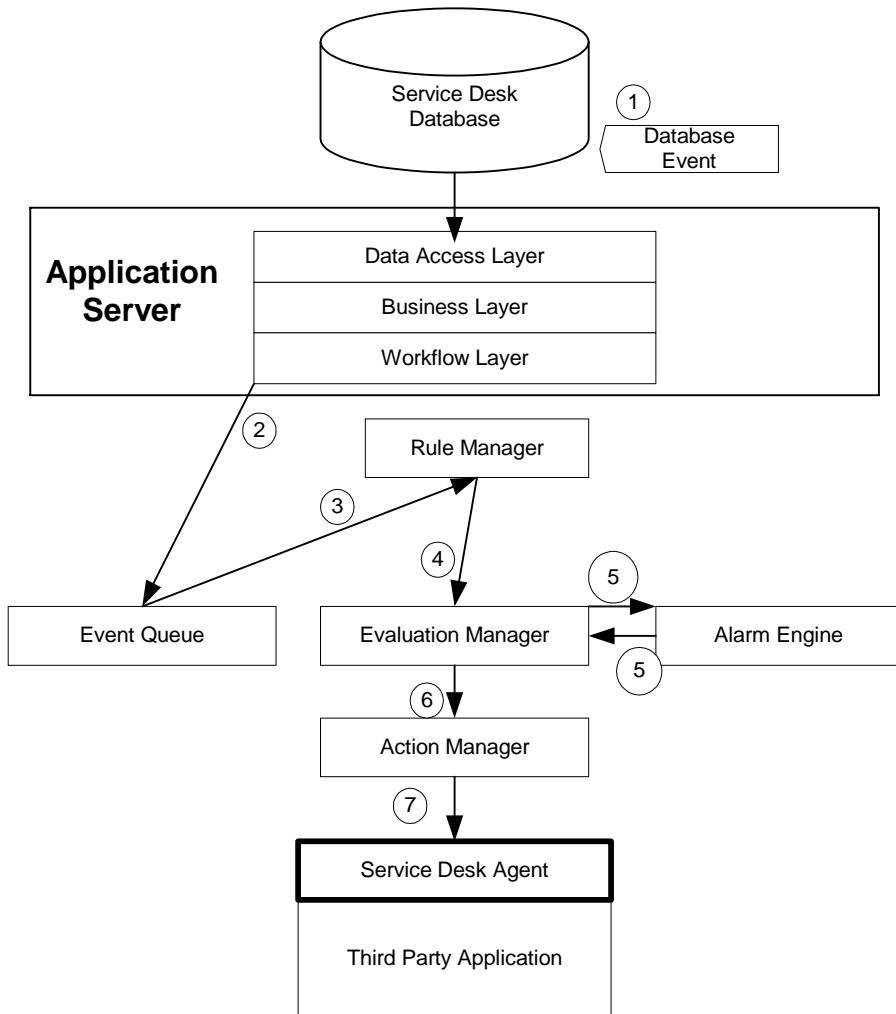 Service Desk
Database
1
Database
Event
Application
Server
Data Access Layer
Business Layer
Workflow Layer
2
Rule Manager
3
4
5
Event Queue
Evaluation Manager
Alarm Engine
5
6
Action Manager
7
Service Desk Agent
Third Party Application